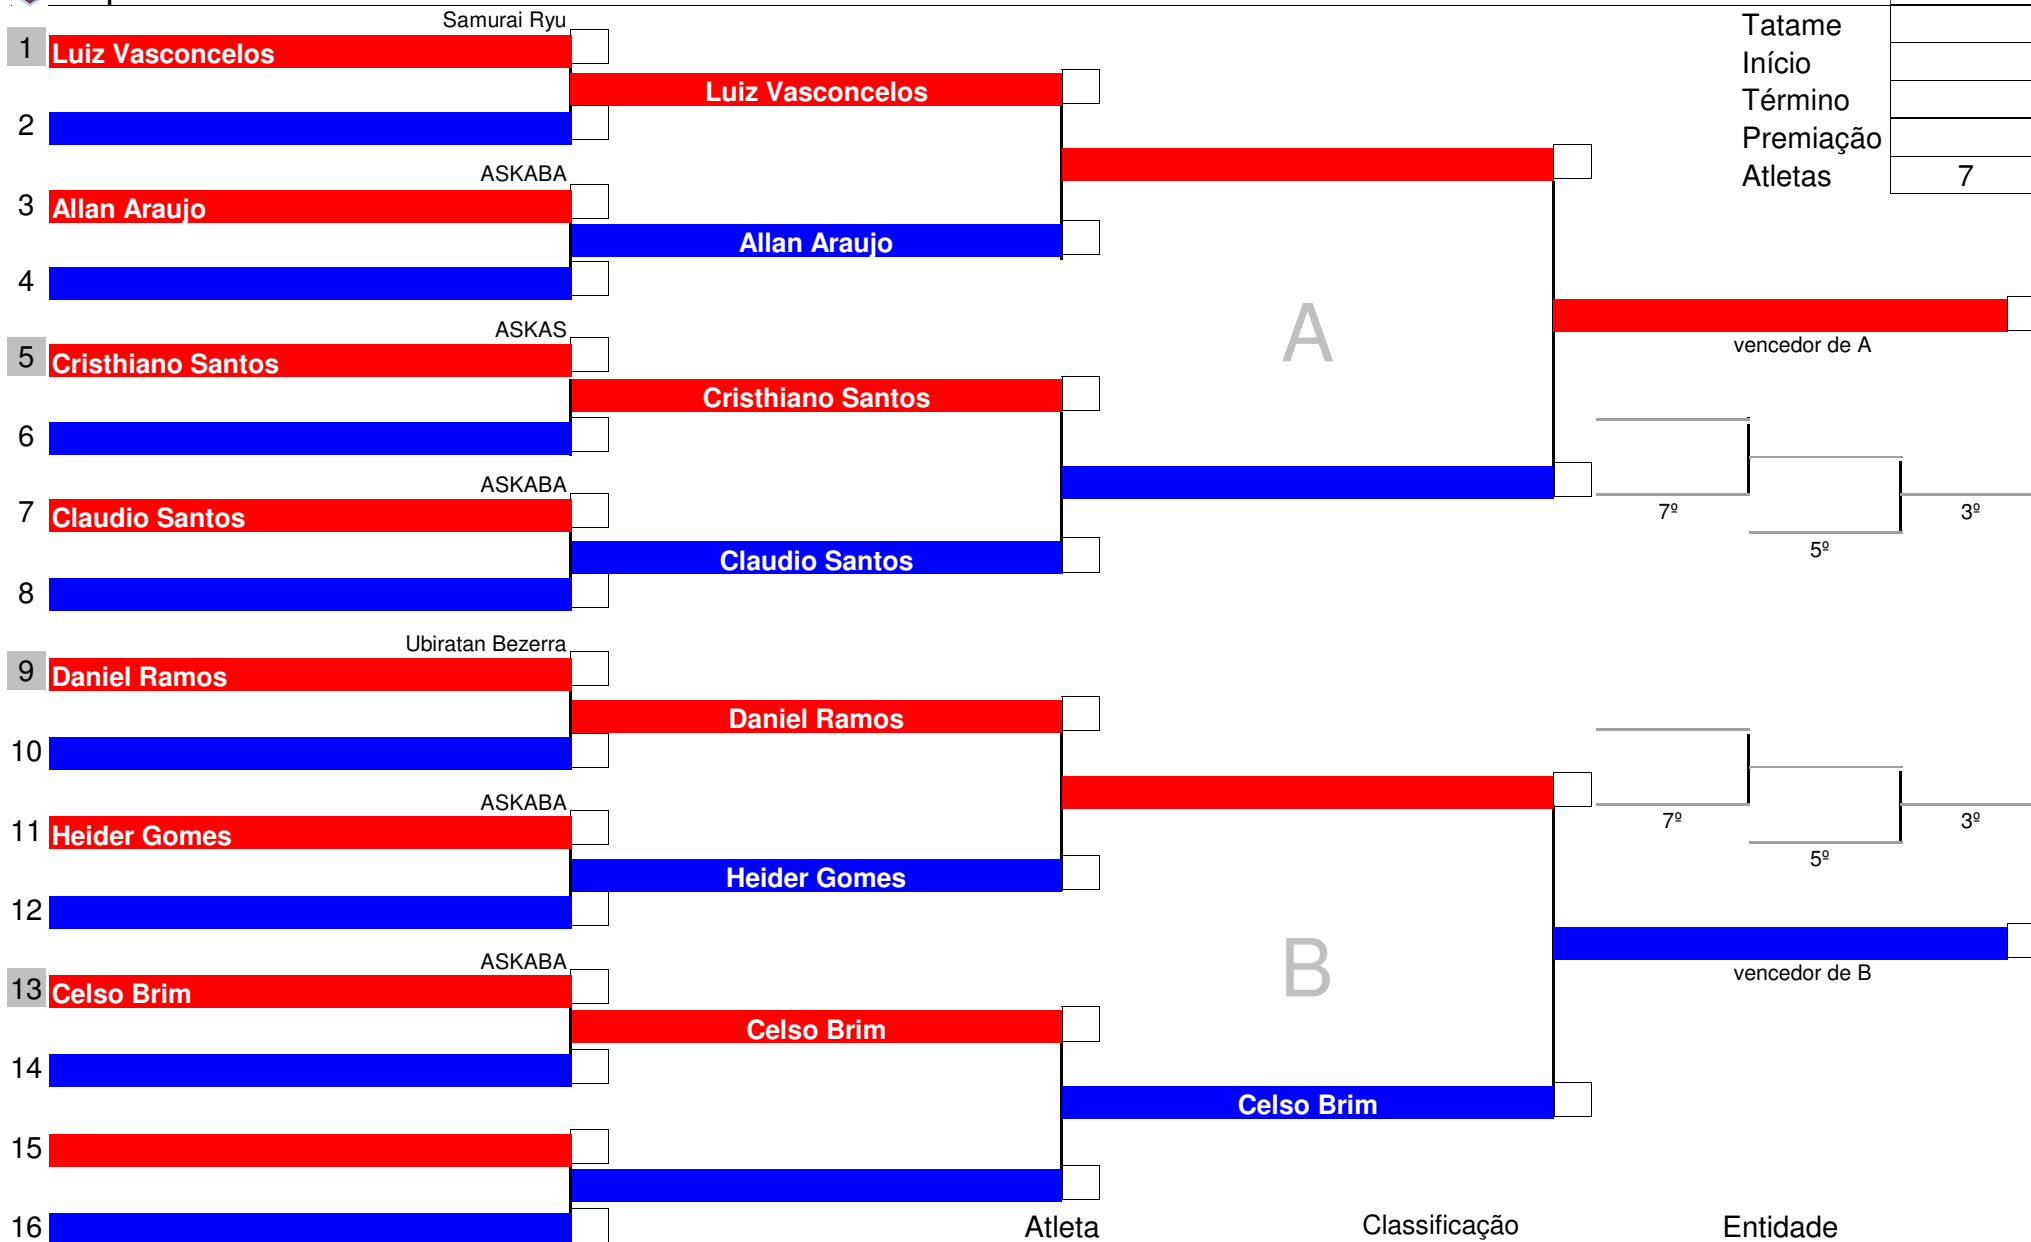 Samurai Ryu
Tatame
1 Luiz Vasconcelos
Início
Luiz Vasconcelos
Término
2
Premiação
ASKABA
Atletas 7
3 Allan Araujo
Allan Araujo
4
A
ASKAS
vencedor de A
5 Cristhiano Santos
Cristhiano Santos
6
ASKABA
7 Claudio Santos
7º 3º
5º
Claudio Santos
8
Ubiratan Bezerra
9 Daniel Ramos
Daniel Ramos
10
ASKABA
11 Heider Gomes
7º 3º
5º
Heider Gomes
12
B
ASKABA
vencedor de B
13 Celso Brim
Celso Brim
14
Celso Brim
15
16
Atleta Classificação Entidade